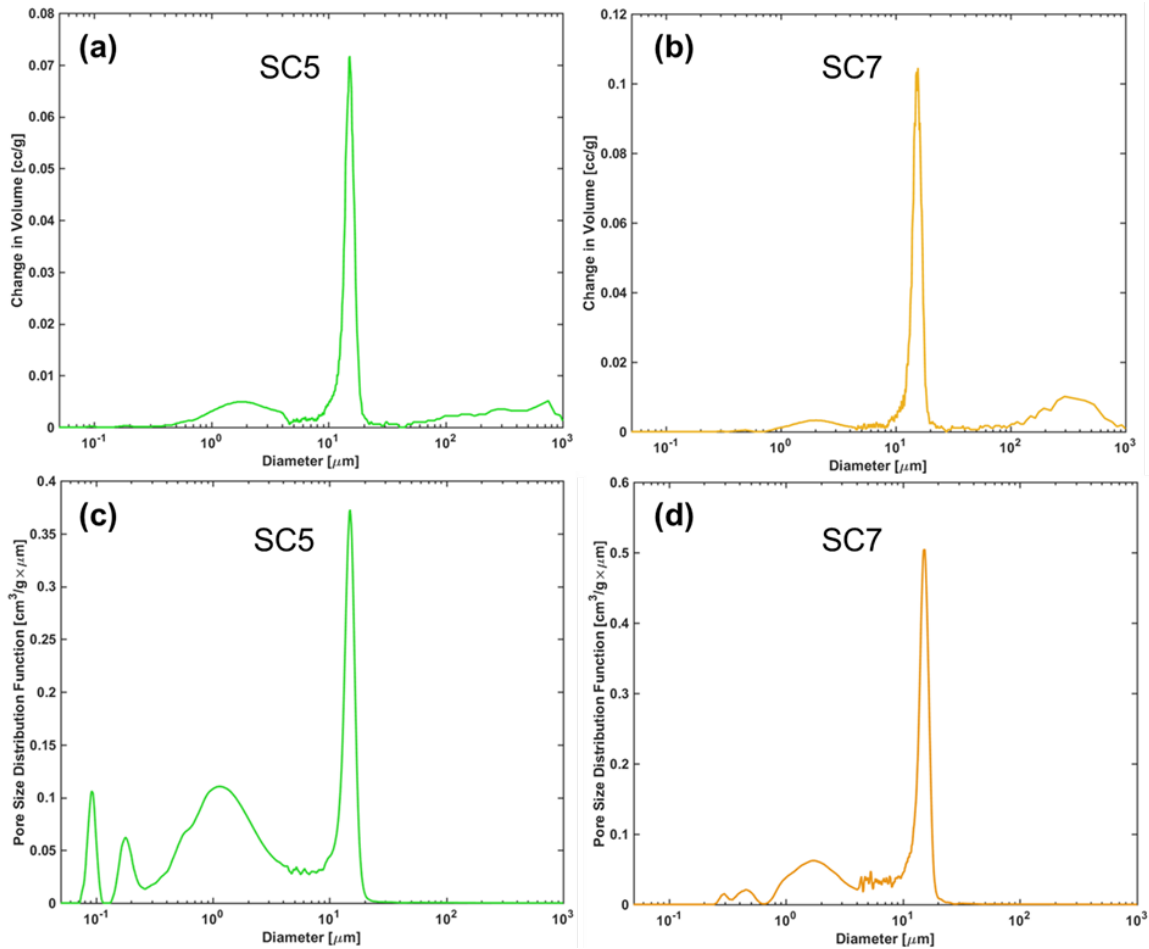 (a)
SC5
0.08
0.07
0.06
0.05
0.04
0.03
0.02
0.01
0
Change in Volume [cc/g]
10⁻¹ 10⁰ 10¹ 10² 10³
Diameter [μm]
(b)
SC7
0.12
0.1
0.08
0.06
0.04
0.02
0
Change in Volume [cc/g]
10⁻¹ 10⁰ 10¹ 10² 10³
Diameter [μm]
(c)
SC5
0.4
0.35
0.3
0.25
0.2
0.15
0.1
0.05
0
Pore Size Distribution Function [cm³/g×μm]
10⁻¹ 10⁰ 10¹ 10² 10³
Diameter [μm]
(d)
SC7
0.6
0.5
0.4
0.3
0.2
0.1
0
Pore Size Distribution Function [cm³/g×μm]
10⁻¹ 10⁰ 10¹ 10² 10³
Diameter [μm]